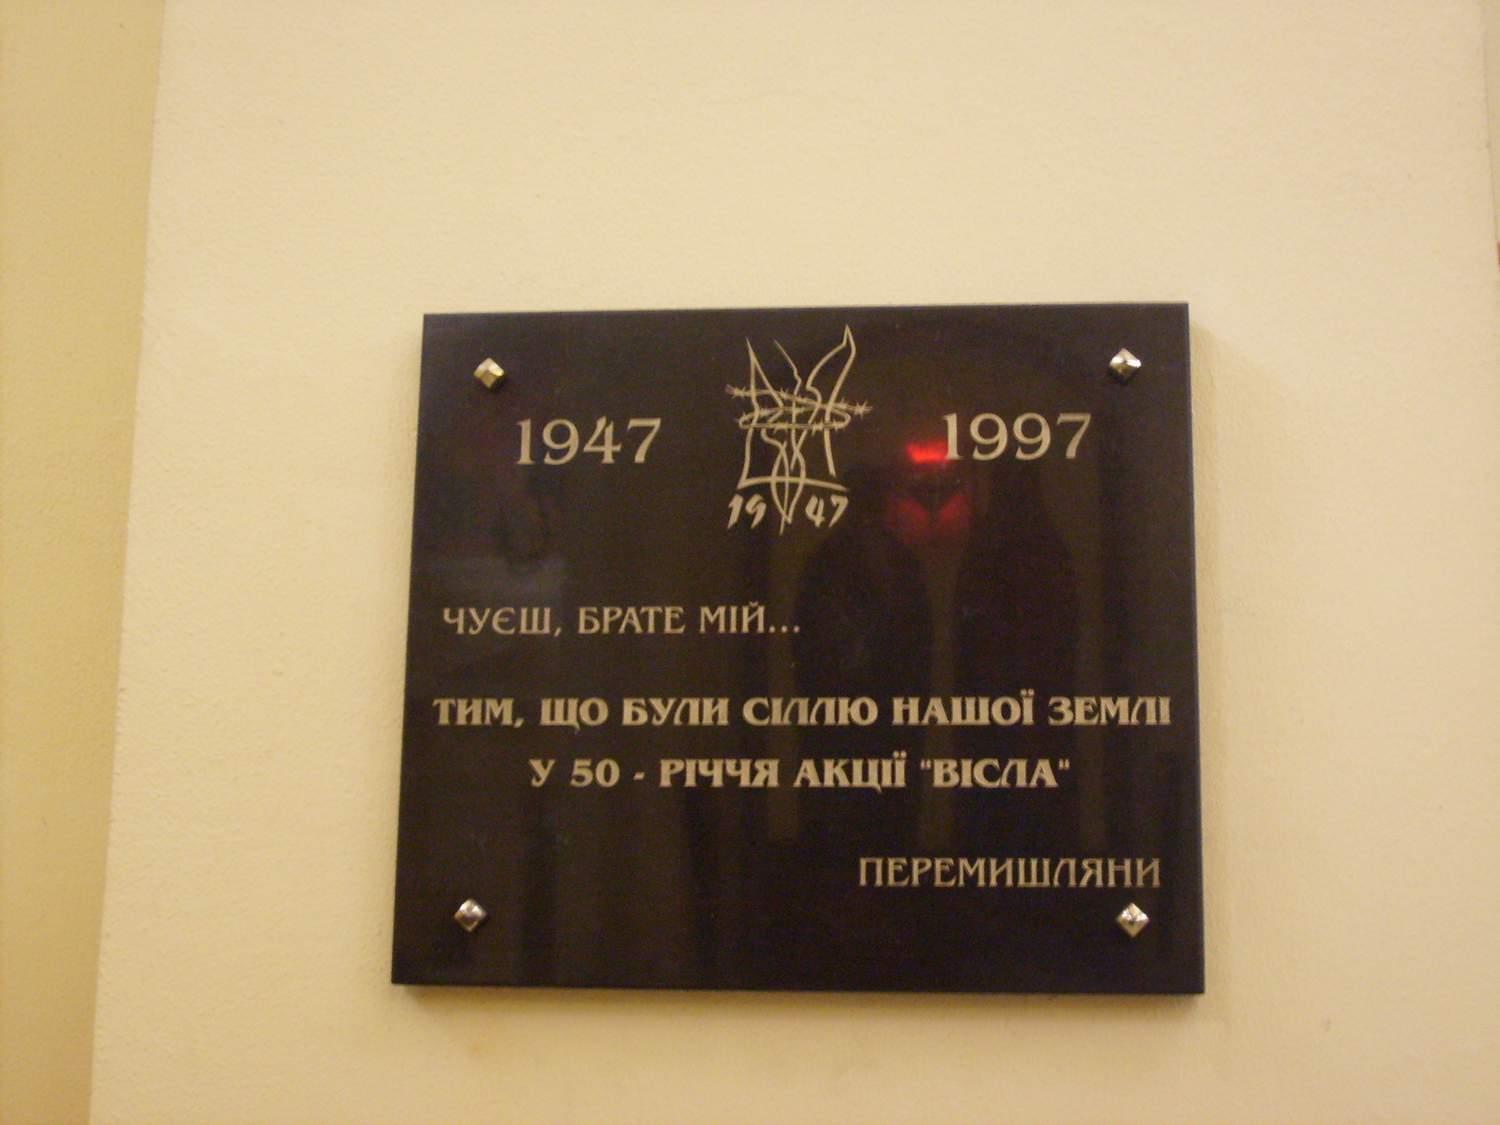 1947 1997
19 47
ЧУЄШ, БРАТЕ МІЙ...
ТИМ, ЩО БУЛИ СІЛЛЮ НАШОЇ ЗЕМЛІ
У 50 - РІЧЧЯ АКЦІЇ "ВІСЛА"
ПЕРЕМИШЛЯНИ